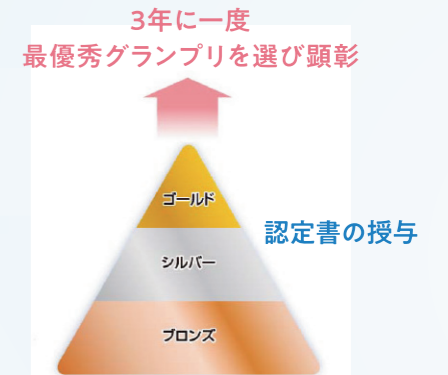 3年に一度
最優秀グランプリを選び顕彰
ゴールド
認定書の授与
シルバー
ブロンズ